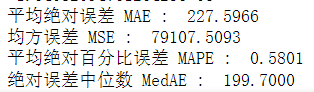 平均绝对误差 MAE :  227.5966
均方误差 MSE :  79107.5093
平均绝对百分比误差 MAPE :  0.5801
绝对误差中位数 MedAE :  199.7000